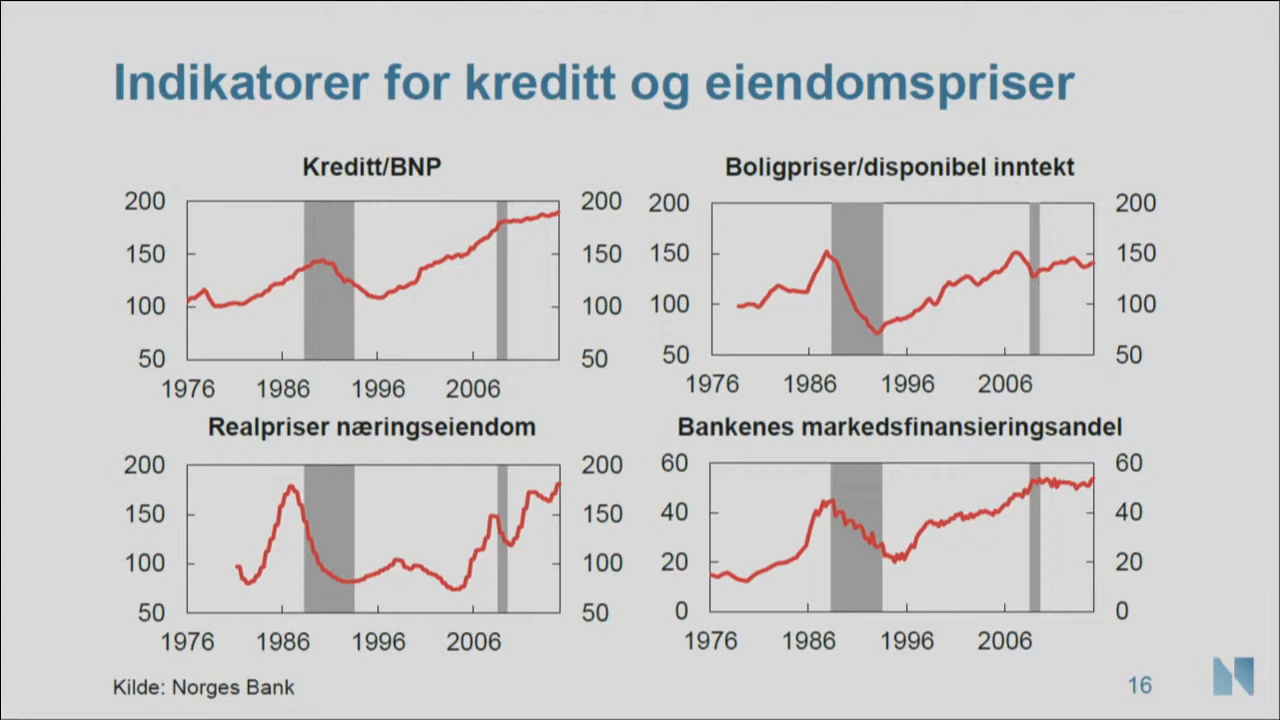 Indikatorer for kreditt og eiendomspriser
Kreditt/BNP
200 200
150 150
100 100
50 50
1976 1986 1996 2006
Boligpriser/disponibel inntekt
200 200
150 150
100 100
50 50
1976 1986 1996 2006
Realpriser næringseiendom
200 200
150 150
100 100
50 50
1976 1986 1996 2006
Bankenes markedsfinansieringsandel
60 60
40 40
20 20
0 0
1976 1986 1996 2006
Kilde: Norges Bank
16